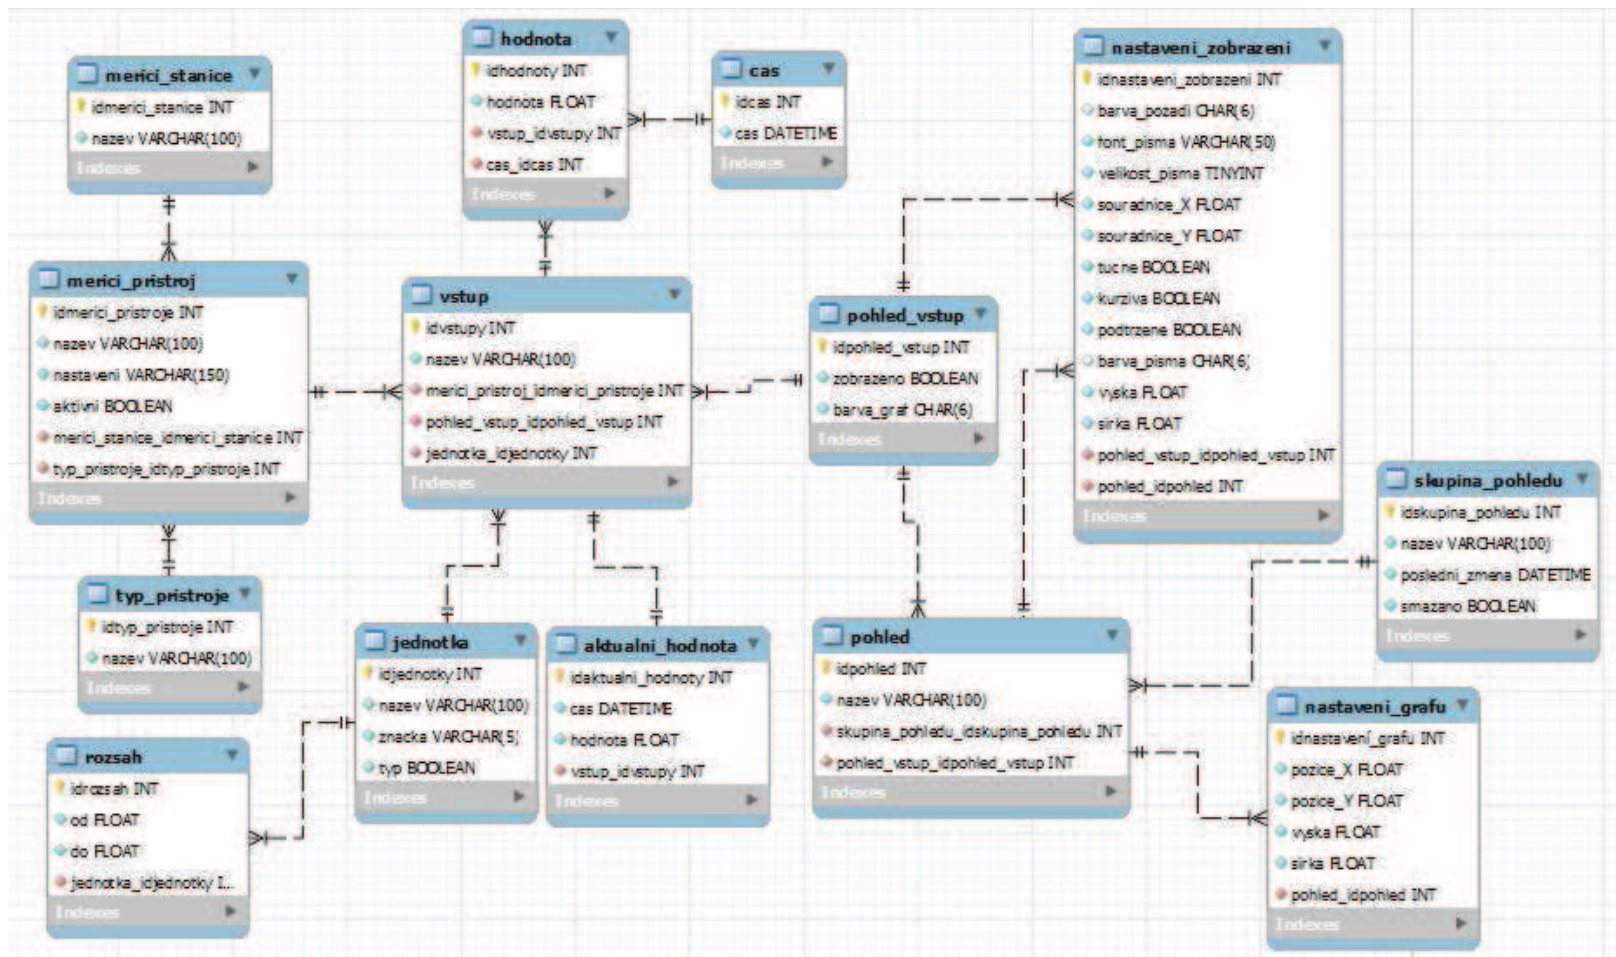 merici_stanice
idmerici_stanice INT
nazev VARCHAR(100)
Indexes
hodnota
idhodnoty INT
hodnota FLOAT
vstup_idvstupy INT
cas_idcas INT
Indexes
cas
idcas INT
cas DATETIME
Indexes
nastaveni_zobrazeni
idnastaveni_zobrazeni INT
barva_pozadi CHAR(6)
font_pisma VARCHAR(50)
velikost_pisma TINYINT
souradnice_X FLOAT
souradnice_Y FLOAT
tucne BOOLEAN
kurziva BOOLEAN
podtrzene BOOLEAN
barva_pisma CHAR(6)
vyska FLOAT
sirka FLOAT
pohled_vstup_idpohled_vstup INT
pohled_idpohled INT
Indexes
merici_pristroj
idmerici_pristroje INT
nazev VARCHAR(100)
nastaveni VARCHAR(150)
aktivni BOOLEAN
merici_stanice_idmerici_stanice INT
typ_pristroje_idtyp_pristroje INT
Indexes
vstup
idvstupy INT
nazev VARCHAR(100)
merici_pristroj_idmerici_pristroje INT
pohled_vstup_idpohled_vstup INT
jednotka_idjednotky INT
Indexes
pohled_vstup
idpohled_vstup INT
zobrazeno BOOLEAN
barva_graf CHAR(6)
Indexes
skupina_pohledu
idskupina_pohledu INT
nazev VARCHAR(100)
posledni_zmena DATETIME
smazano BOOLEAN
Indexes
typ_pristroje
idtyp_pristroje INT
nazev VARCHAR(100)
Indexes
jednotka
idjednotky INT
nazev VARCHAR(100)
znacka VARCHAR(5)
typ BOOLEAN
Indexes
aktualni_hodnota
idaktualni_hodnoty INT
cas DATETIME
hodnota FLOAT
vstup_idvstupy INT
Indexes
pohled
idpohled INT
nazev VARCHAR(100)
skupina_pohledu_idskupina_pohledu INT
pohled_vstup_idpohled_vstup INT
Indexes
nastaveni_grafu
idnastavení_grafu INT
pozice_X FLOAT
pozice_Y FLOAT
vyska FLOAT
sirka FLOAT
pohled_idpohled INT
Indexes
rozsah
idrozsah INT
od FLOAT
do FLOAT
jednotka_idjednotky I...
Indexes